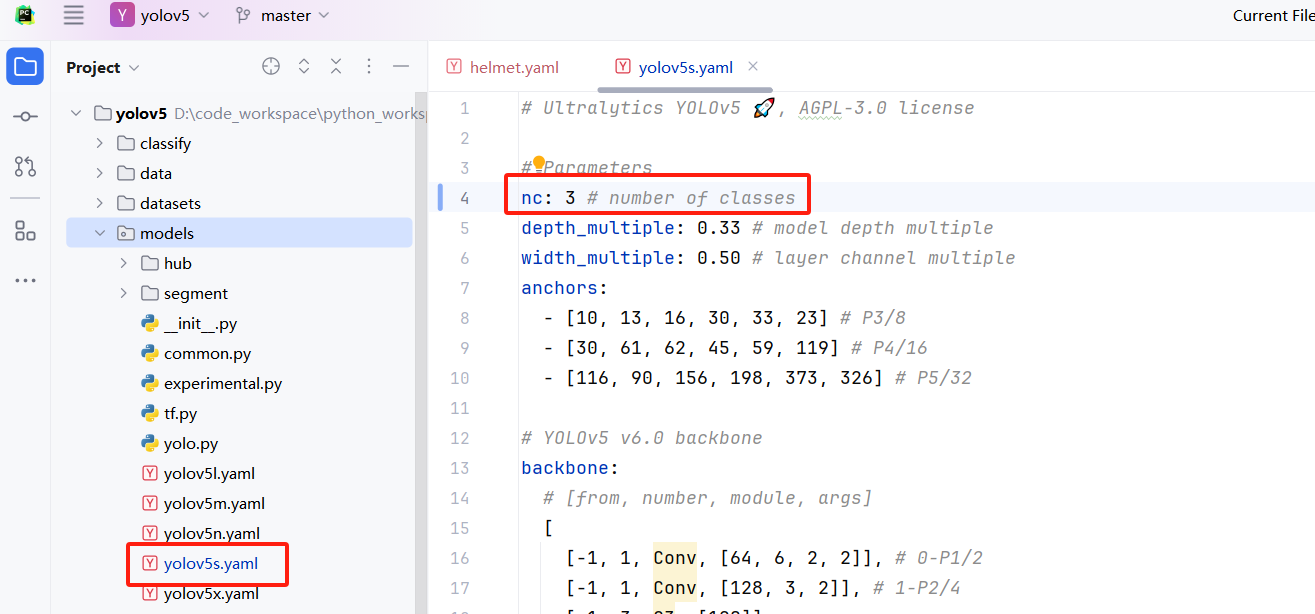 PC
Y yolov5 master Current File
Project
helmet.yaml yolov5s.yaml
yolov5 D:\code_workspace\python_works
classify
data
datasets
models
hub
segment
__init__.py
common.py
experimental.py
tf.py
yolo.py
Y yolov5l.yaml
Y yolov5m.yaml
Y yolov5n.yaml
Y yolov5s.yaml
Y yolov5x.yaml
1 # Ultralytics YOLOv5 🚀, AGPL-3.0 license
2
3 # Parameters
4 nc: 3 # number of classes
5 depth_multiple: 0.33 # model depth multiple
6 width_multiple: 0.50 # layer channel multiple
7 anchors:
8 - [10, 13, 16, 30, 33, 23] # P3/8
9 - [30, 61, 62, 45, 59, 119] # P4/16
10 - [116, 90, 156, 198, 373, 326] # P5/32
11
12 # YOLOv5 v6.0 backbone
13 backbone:
14 # [from, number, module, args]
15 [
16 [-1, 1, Conv, [64, 6, 2, 2]], # 0-P1/2
17 [-1, 1, Conv, [128, 3, 2]], # 1-P2/4